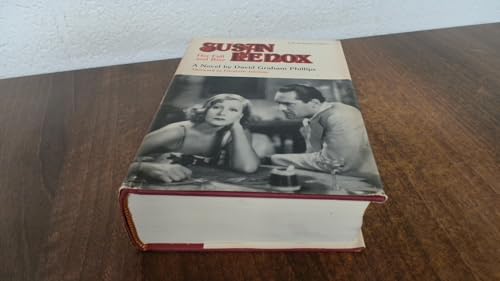 SUSAN
Her Fall
and Rise
LENOX
A Novel by David Graham Phillips